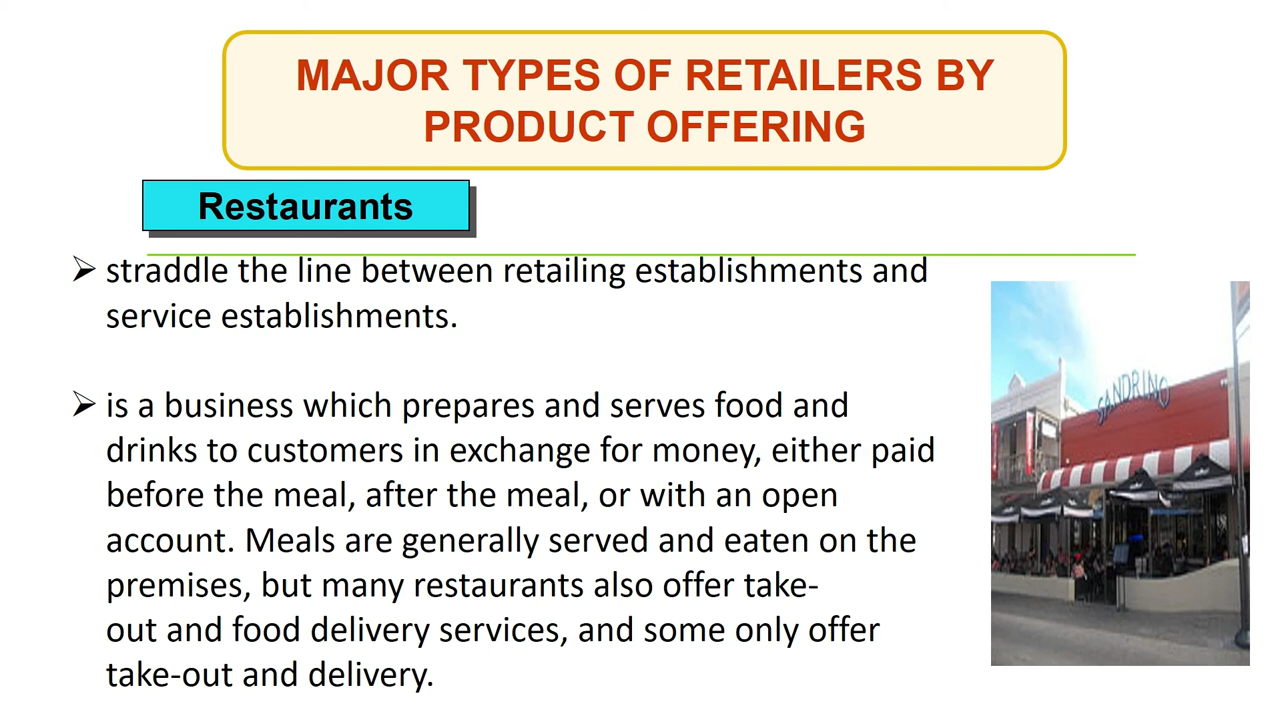 MAJOR TYPES OF RETAILERS BY
PRODUCT OFFERING
Restaurants
➢ straddle the line between retailing establishments and
service establishments.
➢ is a business which prepares and serves food and
drinks to customers in exchange for money, either paid
before the meal, after the meal, or with an open
account. Meals are generally served and eaten on the
premises, but many restaurants also offer take-
out and food delivery services, and some only offer
take-out and delivery.
SANDRINO